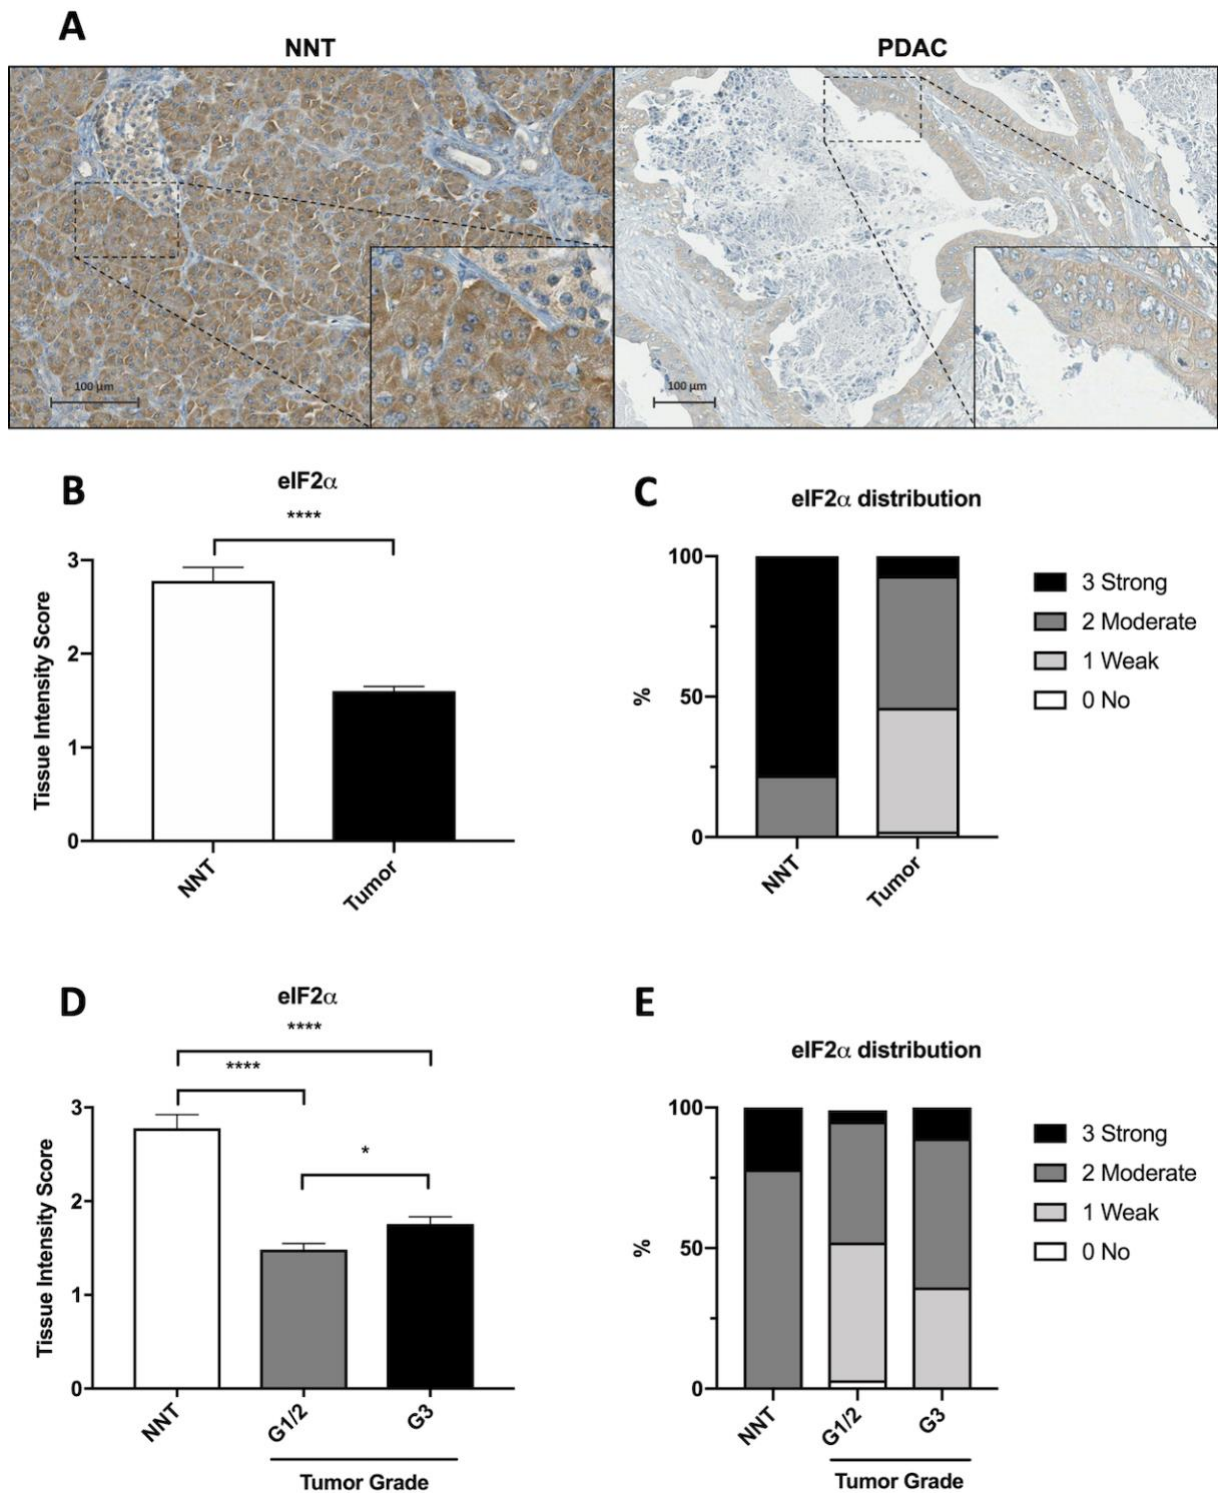 A
NNT
PDAC
100 µm
100 µm
B
eIF2α
****
3
2
1
0
Tissue Intensity Score
NNT
Tumor
C
eIF2α distribution
100
50
0
%
NNT
Tumor
3 Strong
2 Moderate
1 Weak
0 No
D
eIF2α
****
****
*
3
2
1
0
Tissue Intensity Score
NNT
G1/2
G3
Tumor Grade
E
eIF2α distribution
100
50
0
%
NNT
G1/2
G3
Tumor Grade
3 Strong
2 Moderate
1 Weak
0 No